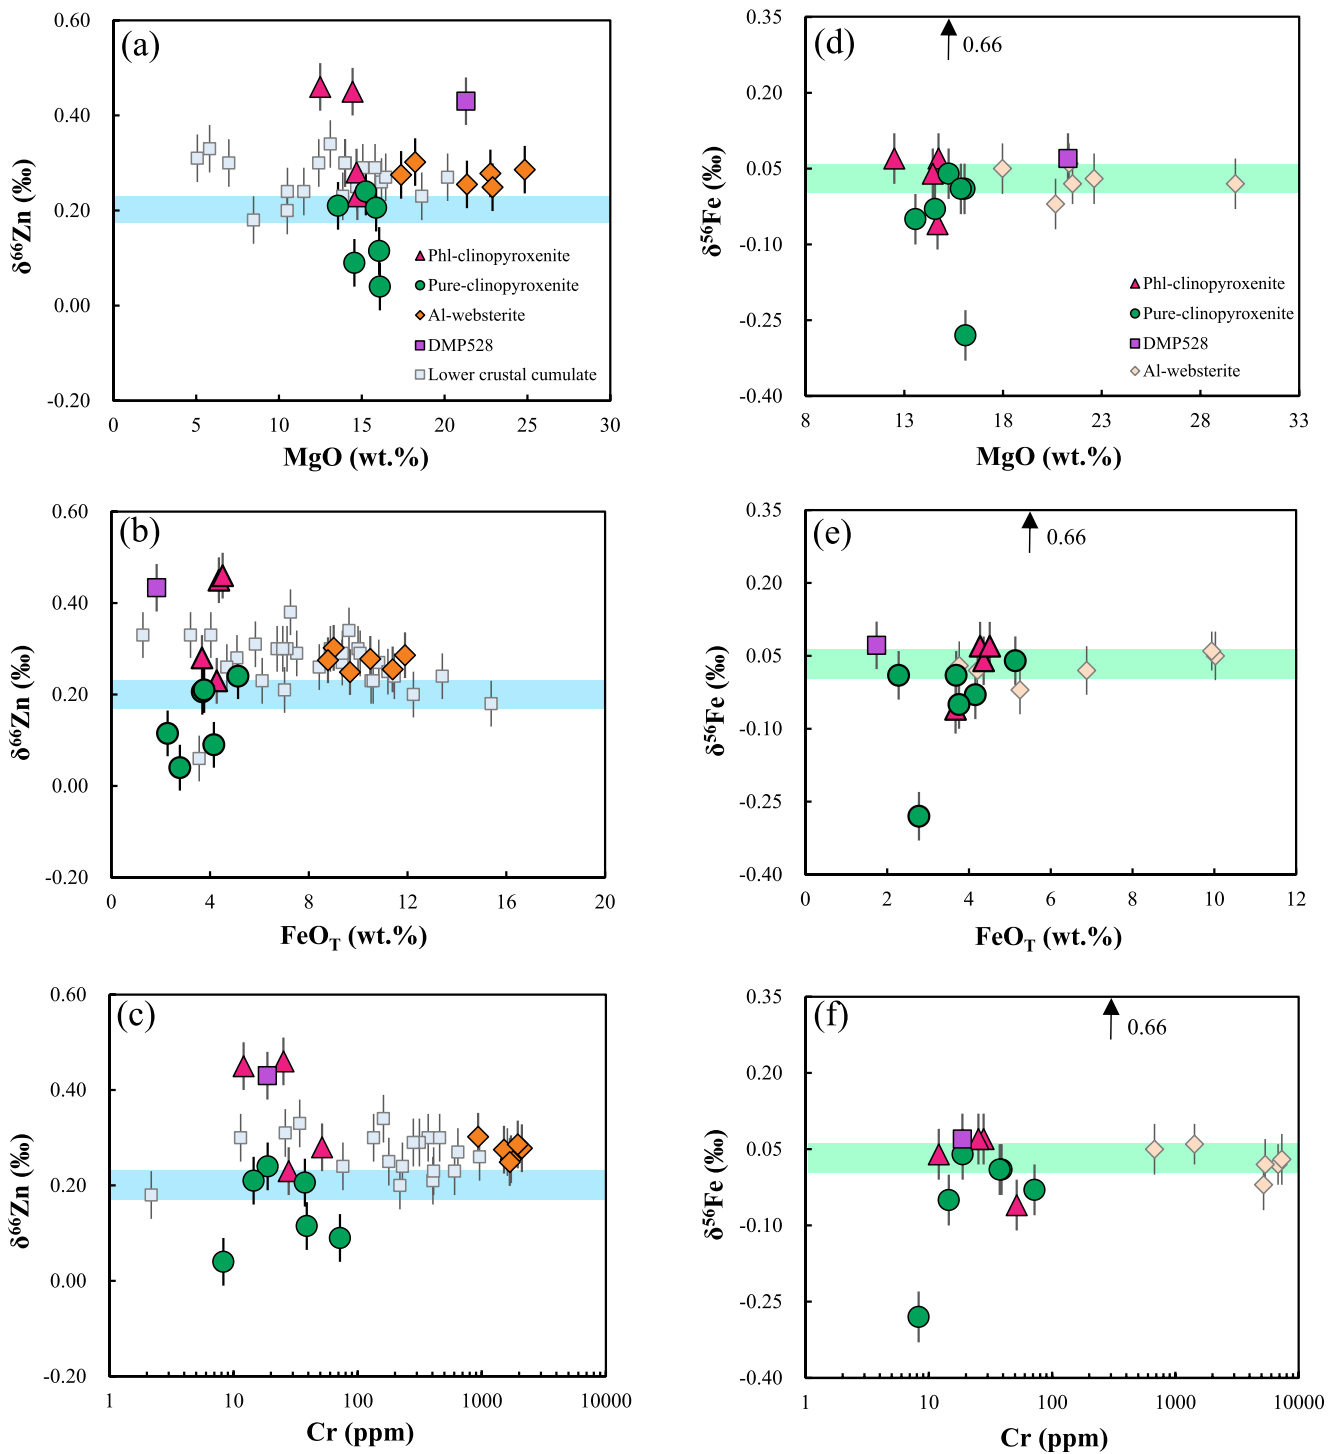 (a)
0.60
0.40
0.20
0.00
-0.20
δ⁶⁶Zn (‰)
Phl-clinopyroxenite
Pure-clinopyroxenite
Al-websterite
DMP528
Lower crustal cumulate
0 5 10 15 20 25 30
MgO (wt.%)
(d)
0.66
0.35
0.20
0.05
-0.10
-0.25
-0.40
δ⁵⁶Fe (‰)
Phl-clinopyroxenite
Pure-clinopyroxenite
DMP528
Al-websterite
8 13 18 23 28 33
MgO (wt.%)
(b)
0.60
0.40
0.20
0.00
-0.20
δ⁶⁶Zn (‰)
0 4 8 12 16 20
FeOT (wt.%)
(e)
0.66
0.35
0.20
0.05
-0.10
-0.25
-0.40
δ⁵⁶Fe (‰)
0 2 4 6 8 10 12
FeOT (wt.%)
(c)
0.60
0.40
0.20
0.00
-0.20
δ⁶⁶Zn (‰)
1 10 100 1000 10000
Cr (ppm)
(f)
0.66
0.35
0.20
0.05
-0.10
-0.25
-0.40
δ⁵⁶Fe (‰)
1 10 100 1000 10000
Cr (ppm)